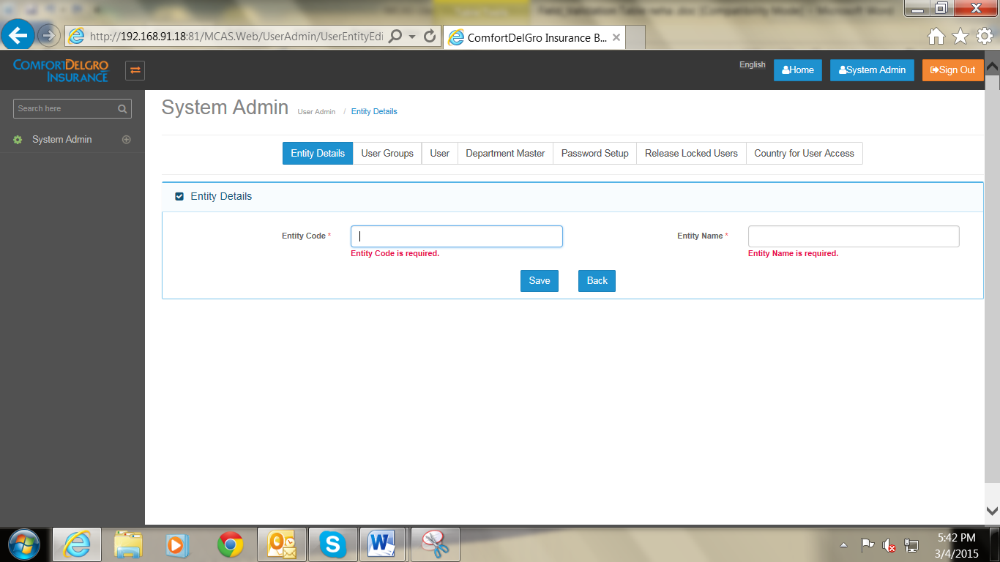 http://192.168.91.18:81/MCAS.Web/UserAdmin/UserEntityEdi
ComfortDelGro Insurance B...
COMFORTDELGRO
INSURANCE
English
Home
System Admin
Sign Out
Search here
System Admin
System Admin
User Admin / Entity Details
Entity Details
User Groups
User
Department Master
Password Setup
Release Locked Users
Country for User Access
Entity Details
Entity Code *
Entity Name *
Entity Code is required.
Entity Name is required.
Save
Back
5:42 PM
3/4/2015